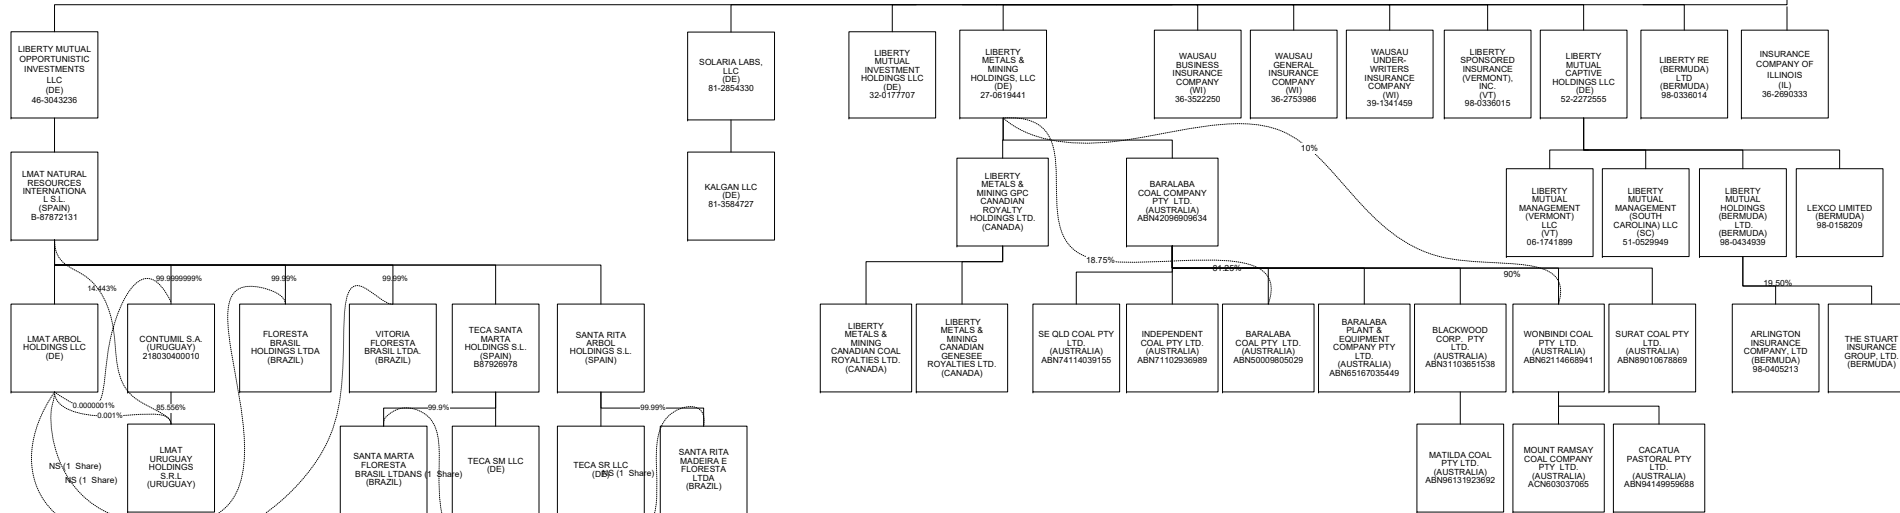 LIBERTY MUTUAL
OPPORTUNISTIC
INVESTMENTS
LLC
(DE)
46-3043236
SOLARIA LABS,
LLC
(DE)
81-2854330
LIBERTY
MUTUAL
INVESTMENT
HOLDINGS LLC
(DE)
32-0177707
LIBERTY
METALS &
MINING
HOLDINGS, LLC
(DE)
27-0619441
WAUSAU
BUSINESS
INSURANCE
COMPANY
(WI)
36-3522250
WAUSAU
GENERAL
INSURANCE
COMPANY
(WI)
36-2753986
WAUSAU
UNDER-
WRITERS
INSURANCE
COMPANY
(WI)
39-1341459
LIBERTY
SPONSORED
INSURANCE
(VERMONT),
INC.
(VT)
98-0336015
LIBERTY
MUTUAL
CAPTIVE
HOLDINGS LLC
(DE)
52-2272555
LIBERTY RE
(BERMUDA)
LTD
(BERMUDA)
98-0336014
INSURANCE
COMPANY OF
ILLINOIS
(IL)
36-2690333
10%
LMAT NATURAL
RESOURCES
INTERNATIONA
L S.L.
(SPAIN)
B-87872131
KALGAN LLC
(DE)
81-3584727
LIBERTY
METALS &
MINING GPC
CANADIAN
ROYALTY
HOLDINGS LTD.
(CANADA)
BARALABA
COAL COMPANY
PTY LTD.
(AUSTRALIA)
ABN42096909634
LIBERTY
MUTUAL
MANAGEMENT
(VERMONT)
LLC
(VT)
06-1741899
LIBERTY
MUTUAL
MANAGEMENT
(SOUTH
CAROLINA) LLC
(SC)
51-0529949
LIBERTY
MUTUAL
HOLDINGS
(BERMUDA)
LTD.
(BERMUDA)
98-0434939
LEXCO LIMITED
(BERMUDA)
98-0158209
18.75%
81.25%
90%
19.50%
14.443%
99.9999999%
99.99%
99.99%
LMAT ARBOL
HOLDINGS LLC
(DE)
CONTUMIL S.A.
(URUGUAY)
218030400010
FLORESTA
BRASIL
HOLDINGS LTDA
(BRAZIL)
VITORIA
FLORESTA
BRASIL LTDA.
(BRAZIL)
TECA SANTA
MARTA
HOLDINGS S.L.
(SPAIN)
B87926978
SANTA RITA
ARBOL
HOLDINGS S.L.
(SPAIN)
LIBERTY
METALS &
MINING
CANADIAN COAL
ROYALTIES LTD.
(CANADA)
LIBERTY
METALS &
MINING
CANADIAN
GENESEE
ROYALTIES LTD.
(CANADA)
SE QLD COAL PTY
LTD.
(AUSTRALIA)
ABN74114039155
INDEPENDENT
COAL PTY LTD.
(AUSTRALIA)
ABN71102936989
BARALABA
COAL PTY LTD.
(AUSTRALIA)
ABN50009805029
BARALABA
PLANT &
EQUIPMENT
COMPANY PTY
LTD.
(AUSTRALIA)
ABN65167035449
BLACKWOOD
CORP. PTY
LTD.
(AUSTRALIA)
ABN31103651538
WONBINDI COAL
PTY LTD.
(AUSTRALIA)
ABN62114668941
SURAT COAL PTY
LTD.
(AUSTRALIA)
ABN89010678869
ARLINGTON
INSURANCE
COMPANY, LTD
(BERMUDA)
98-0405213
THE STUART
INSURANCE
GROUP, LTD.
(BERMUDA)
0.0000001%
0.001%
85.556%
99.9%
99.99%
LMAT
URUGUAY
HOLDINGS
S.R.L
(URUGUAY)
NS (1 Share)
NS (1 Share)
SANTA MARTA
FLORESTA
BRASIL LTDA
(BRAZIL)
NS (1 Share)
TECA SM LLC
(DE)
TECA SR LLC
(DE)
NS (1 Share)
SANTA RITA
MADEIRA E
FLORESTA
LTDA
(BRAZIL)
MATILDA COAL
PTY LTD.
(AUSTRALIA)
ABN96131923692
MOUNT RAMSAY
COAL COMPANY
PTY LTD.
(AUSTRALIA)
ACN603037065
CACATUA
PASTORAL PTY
LTD.
(AUSTRALIA)
ABN94149959688